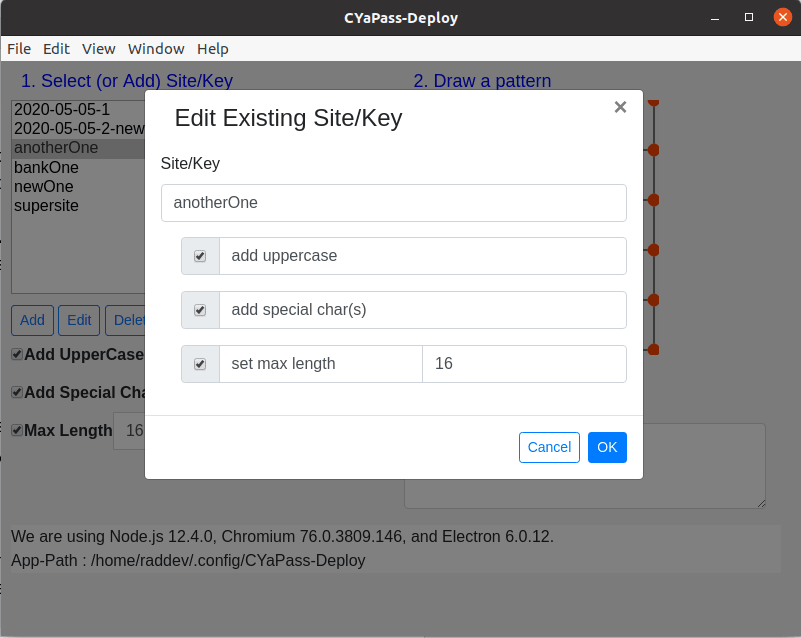 CYaPass-Deploy
File Edit View Window Help
1. Select (or Add) Site/Key
2. Draw a pattern
2020-05-05-1
2020-05-05-2-new
anotherOne
bankOne
newOne
supersite
Add Edit Delet
Add UpperCase
Add Special Cha
Max Length 16
Edit Existing Site/Key ×
Site/Key
anotherOne
add uppercase
add special char(s)
set max length 16
Cancel OK
We are using Node.js 12.4.0, Chromium 76.0.3809.146, and Electron 6.0.12.
App-Path : /home/raddev/.config/CYaPass-Deploy